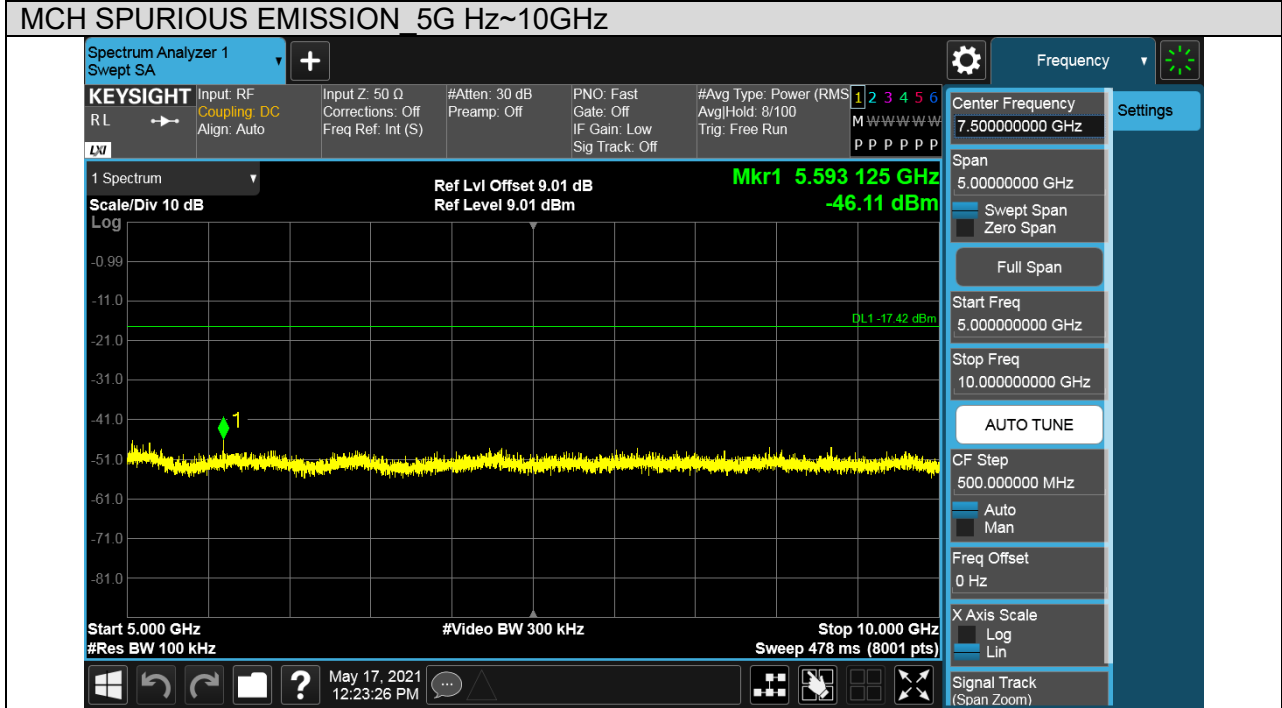 MCH SPURIOUS EMISSION_5G Hz~10GHz
Spectrum Analyzer 1
Swept SA
Frequency
KEYSIGHT
RL
LXI
Input: RF
Coupling: DC
Align: Auto
Input Z: 50 Ω
Corrections: Off
Freq Ref: Int (S)
#Atten: 30 dB
Preamp: Off
PNO: Fast
Gate: Off
IF Gain: Low
Sig Track: Off
#Avg Type: Power (RMS
Avg|Hold: 8/100
Trig: Free Run
1 2 3 4 5 6
M W W W W W
P P P P P P
1 Spectrum
Scale/Div 10 dB
Ref Lvl Offset 9.01 dB
Ref Level 9.01 dBm
Mkr1 5.593 125 GHz
-46.11 dBm
Log
-0.99
-11.0
DL1 -17.42 dBm
-21.0
-31.0
-41.0
1
-51.0
-61.0
-71.0
-81.0
Start 5.000 GHz
#Res BW 100 kHz
#Video BW 300 kHz
Stop 10.000 GHz
Sweep 478 ms (8001 pts)
?
May 17, 2021
12:23:26 PM
Center Frequency
7.500000000 GHz
Settings
Span
5.00000000 GHz
Swept Span
Zero Span
Full Span
Start Freq
5.000000000 GHz
Stop Freq
10.000000000 GHz
AUTO TUNE
CF Step
500.000000 MHz
Auto
Man
Freq Offset
0 Hz
X Axis Scale
Log
Lin
Signal Track
(Span Zoom)